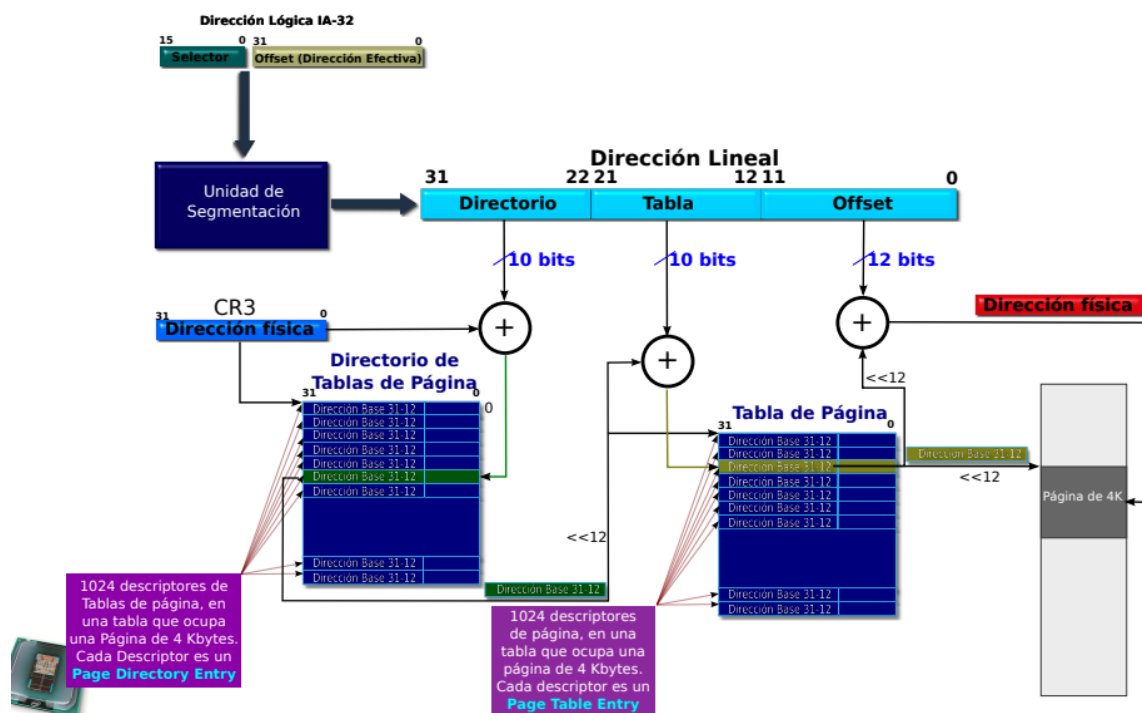 Dirección Lógica IA-32
15 0 31 0
Selector Offset (Dirección Efectiva)
Unidad de
Segmentación
Dirección Lineal
31 22 21 12 11 0
Directorio Tabla Offset
10 bits 10 bits 12 bits
CR3
31 0
Dirección física
+
+
+
Dirección física
<<12
Directorio de
Tablas de Página
31 0
0
Dirección Base 31-12
Dirección Base 31-12
Dirección Base 31-12
Dirección Base 31-12
Dirección Base 31-12
Dirección Base 31-12
Dirección Base 31-12
Dirección Base 31-12
Dirección Base 31-12
<<12
Dirección Base 31-12
Tabla de Página
31 0
Dirección Base 31-12
Dirección Base 31-12
Dirección Base 31-12
Dirección Base 31-12
Dirección Base 31-12
Dirección Base 31-12
Dirección Base 31-12
Dirección Base 31-12
Dirección Base 31-12
Dirección Base 31-12
<<12
Página de 4K
1024 descriptores de
Tablas de página, en
una tabla que ocupa
una Página de 4 Kbytes.
Cada Descriptor es un
Page Directory Entry
1024 descriptores
de página, en una
tabla que ocupa una
página de 4 Kbytes.
Cada descriptor es un
Page Table Entry